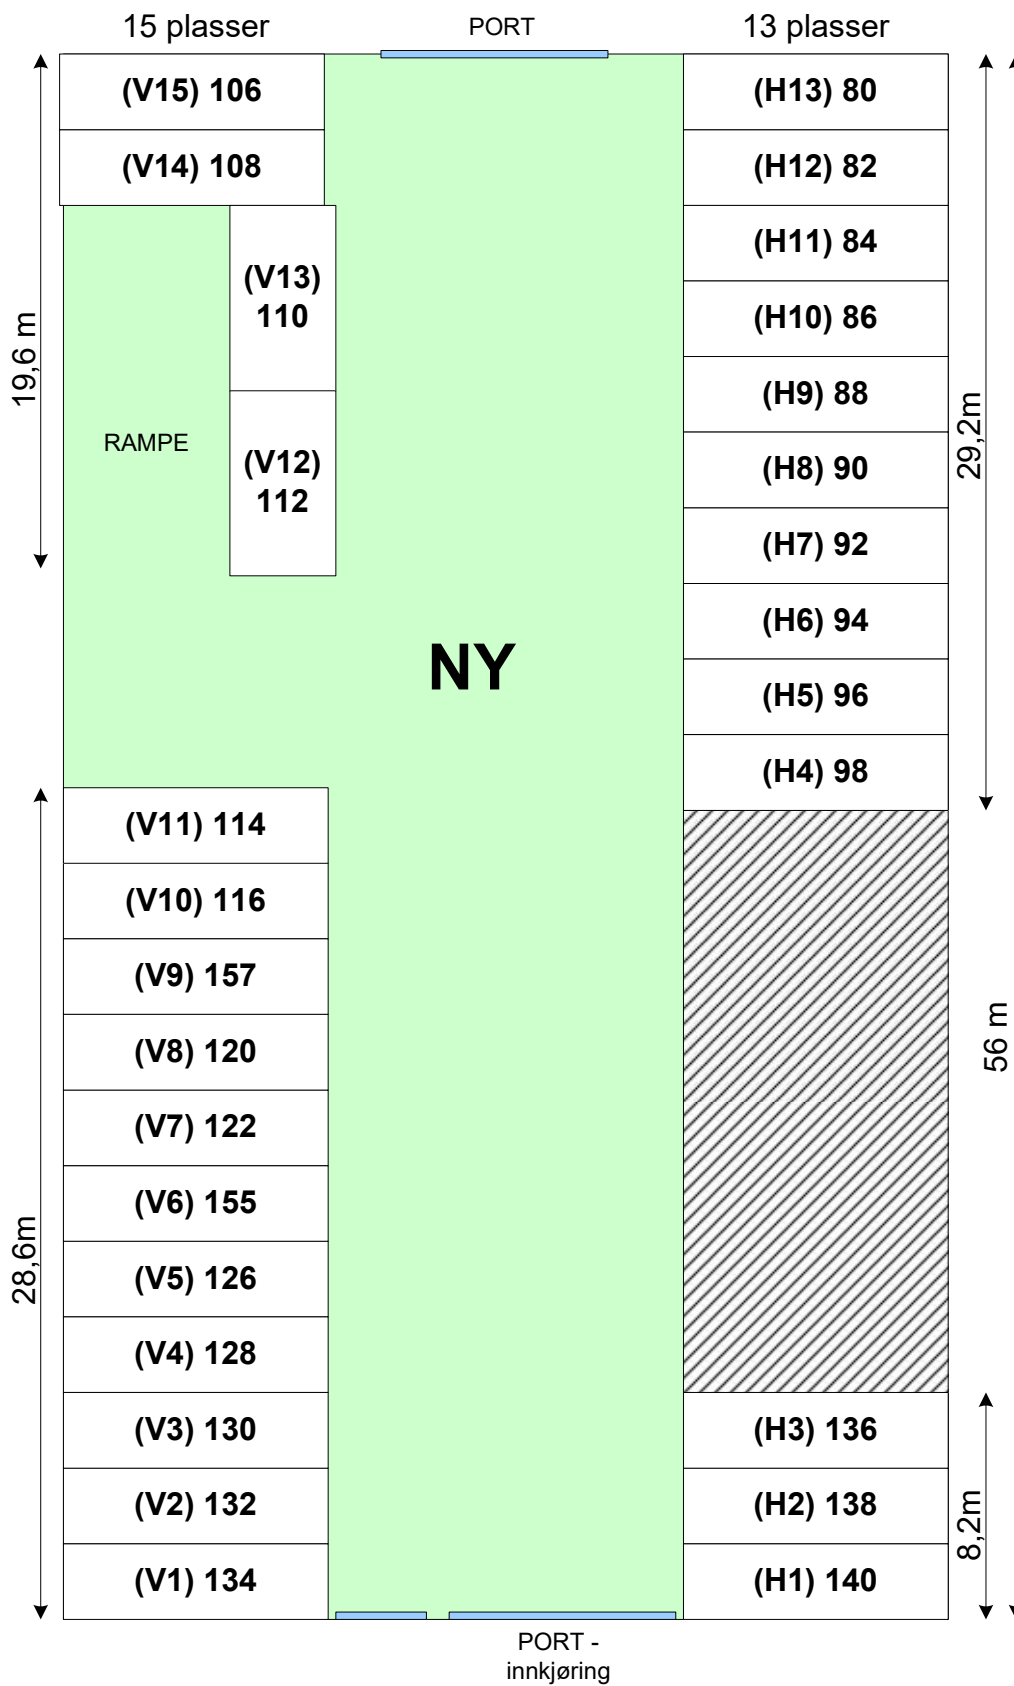 15 plasser
PORT
13 plasser
(V15) 106
(V14) 108
(V13)
110
(V12)
112
RAMPE
19,6 m
NY
(V11) 114
(V10) 116
(V9) 157
(V8) 120
(V7) 122
(V6) 155
(V5) 126
(V4) 128
(V3) 130
(V2) 132
(V1) 134
28,6m
(H13) 80
(H12) 82
(H11) 84
(H10) 86
(H9) 88
(H8) 90
(H7) 92
(H6) 94
(H5) 96
(H4) 98
29,2m
56 m
(H3) 136
(H2) 138
(H1) 140
8,2m
PORT -
innkjøring